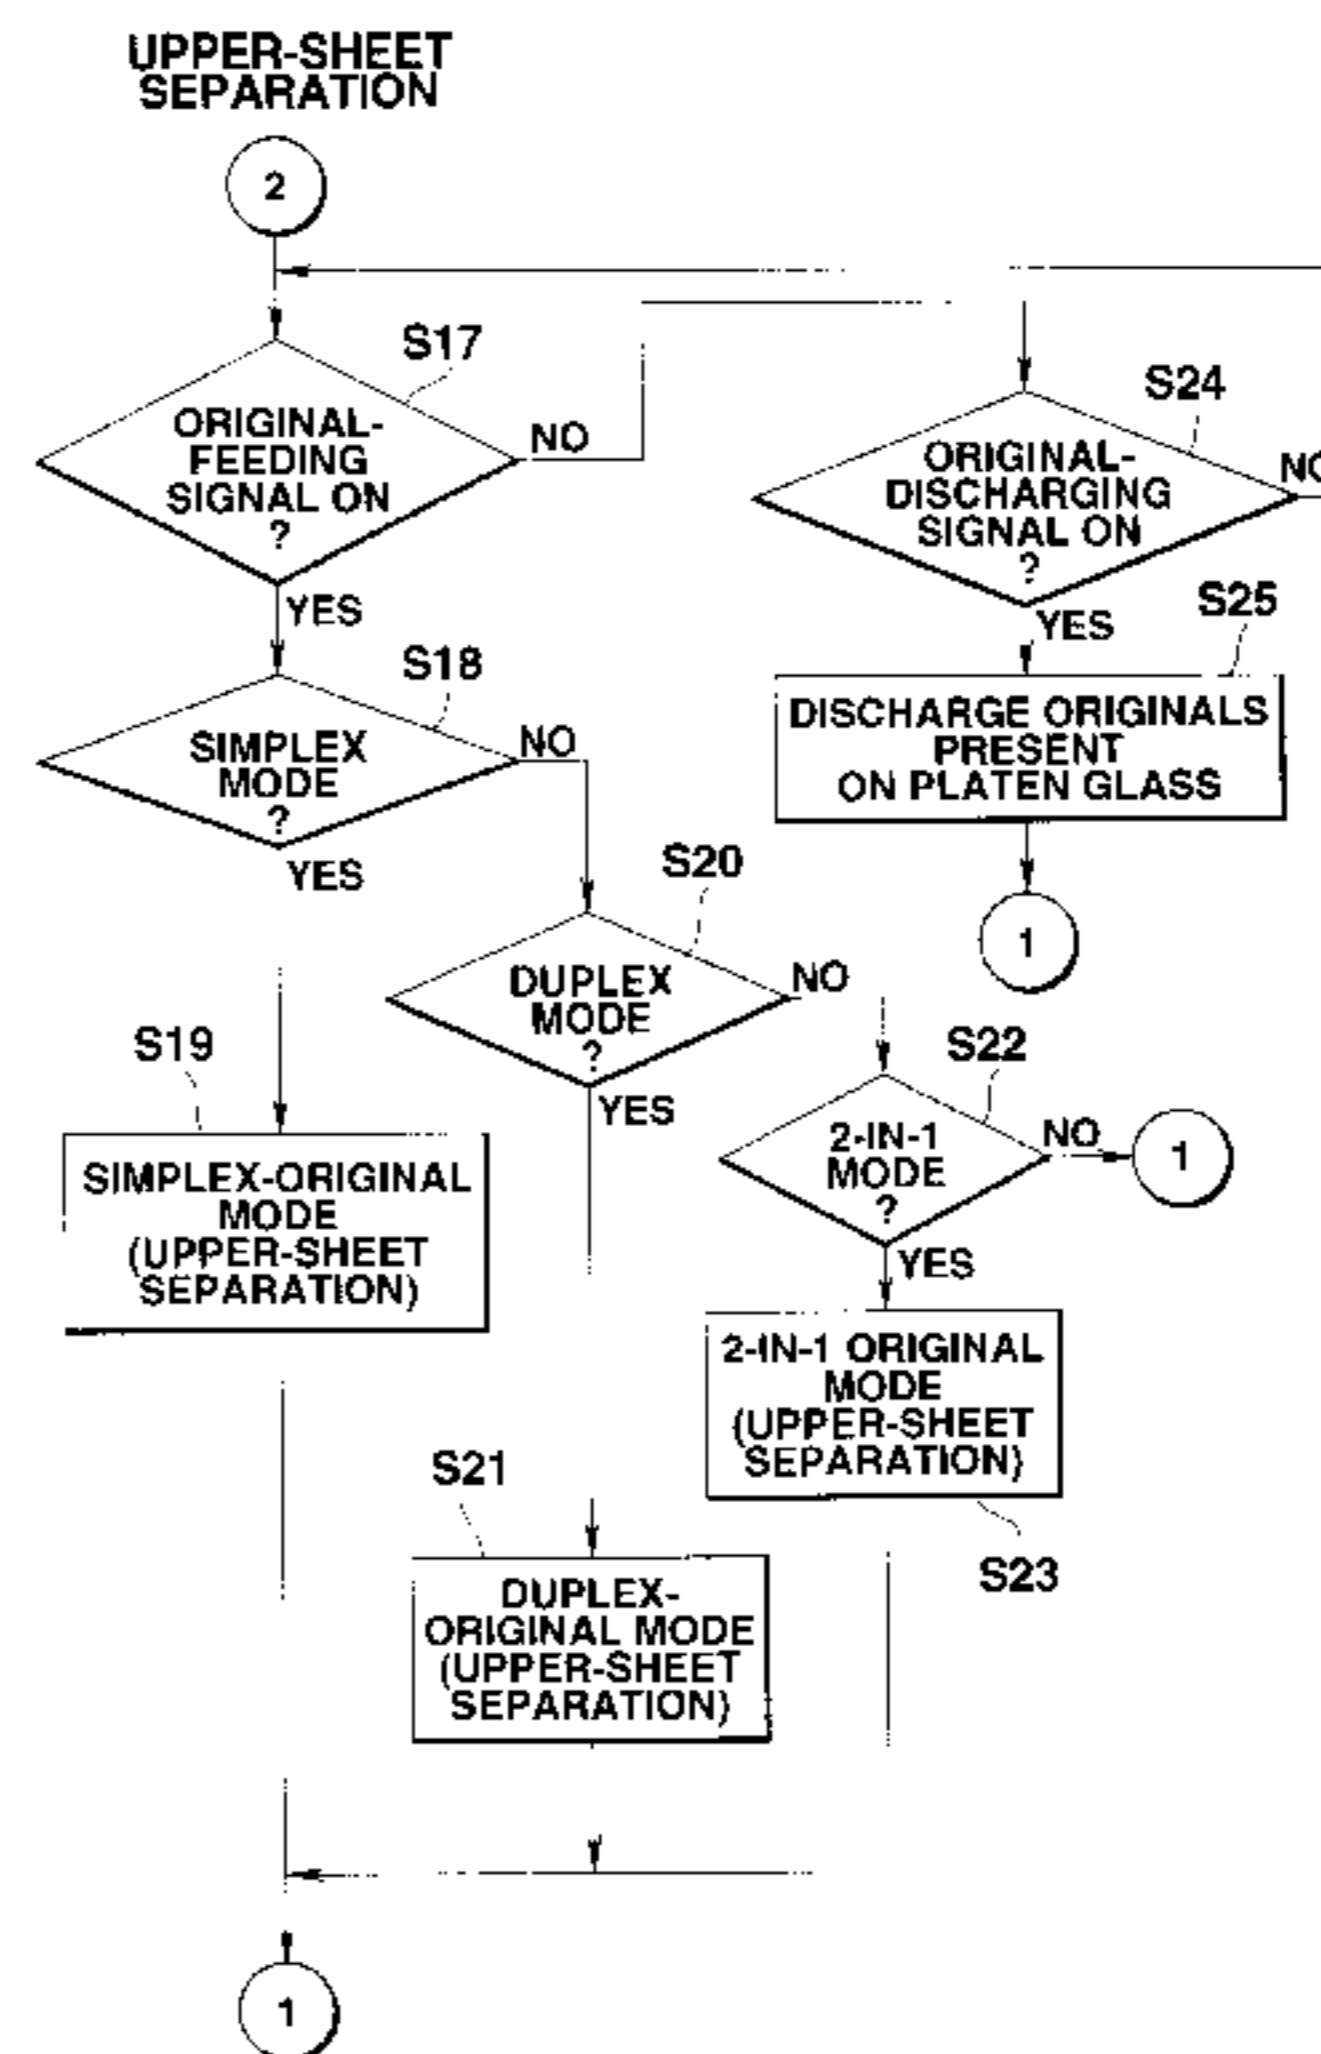 UPPER-SHEET
SEPARATION
2
S17
ORIGINAL-
FEEDING
SIGNAL ON
?
NO
YES
S18
SIMPLEX
MODE
?
NO
YES
S19
SIMPLEX-ORIGINAL
MODE
(UPPER-SHEET
SEPARATION)
S20
DUPLEX
MODE
?
NO
YES
S21
DUPLEX-
ORIGINAL MODE
(UPPER-SHEET
SEPARATION)
S22
2-IN-1
MODE
?
NO
1
YES
2-IN-1 ORIGINAL
MODE
(UPPER-SHEET
SEPARATION)
S23
S24
ORIGINAL-
DISCHARGING
SIGNAL ON
?
NO
YES
S25
DISCHARGE ORIGINALS
PRESENT
ON PLATEN GLASS
1
1